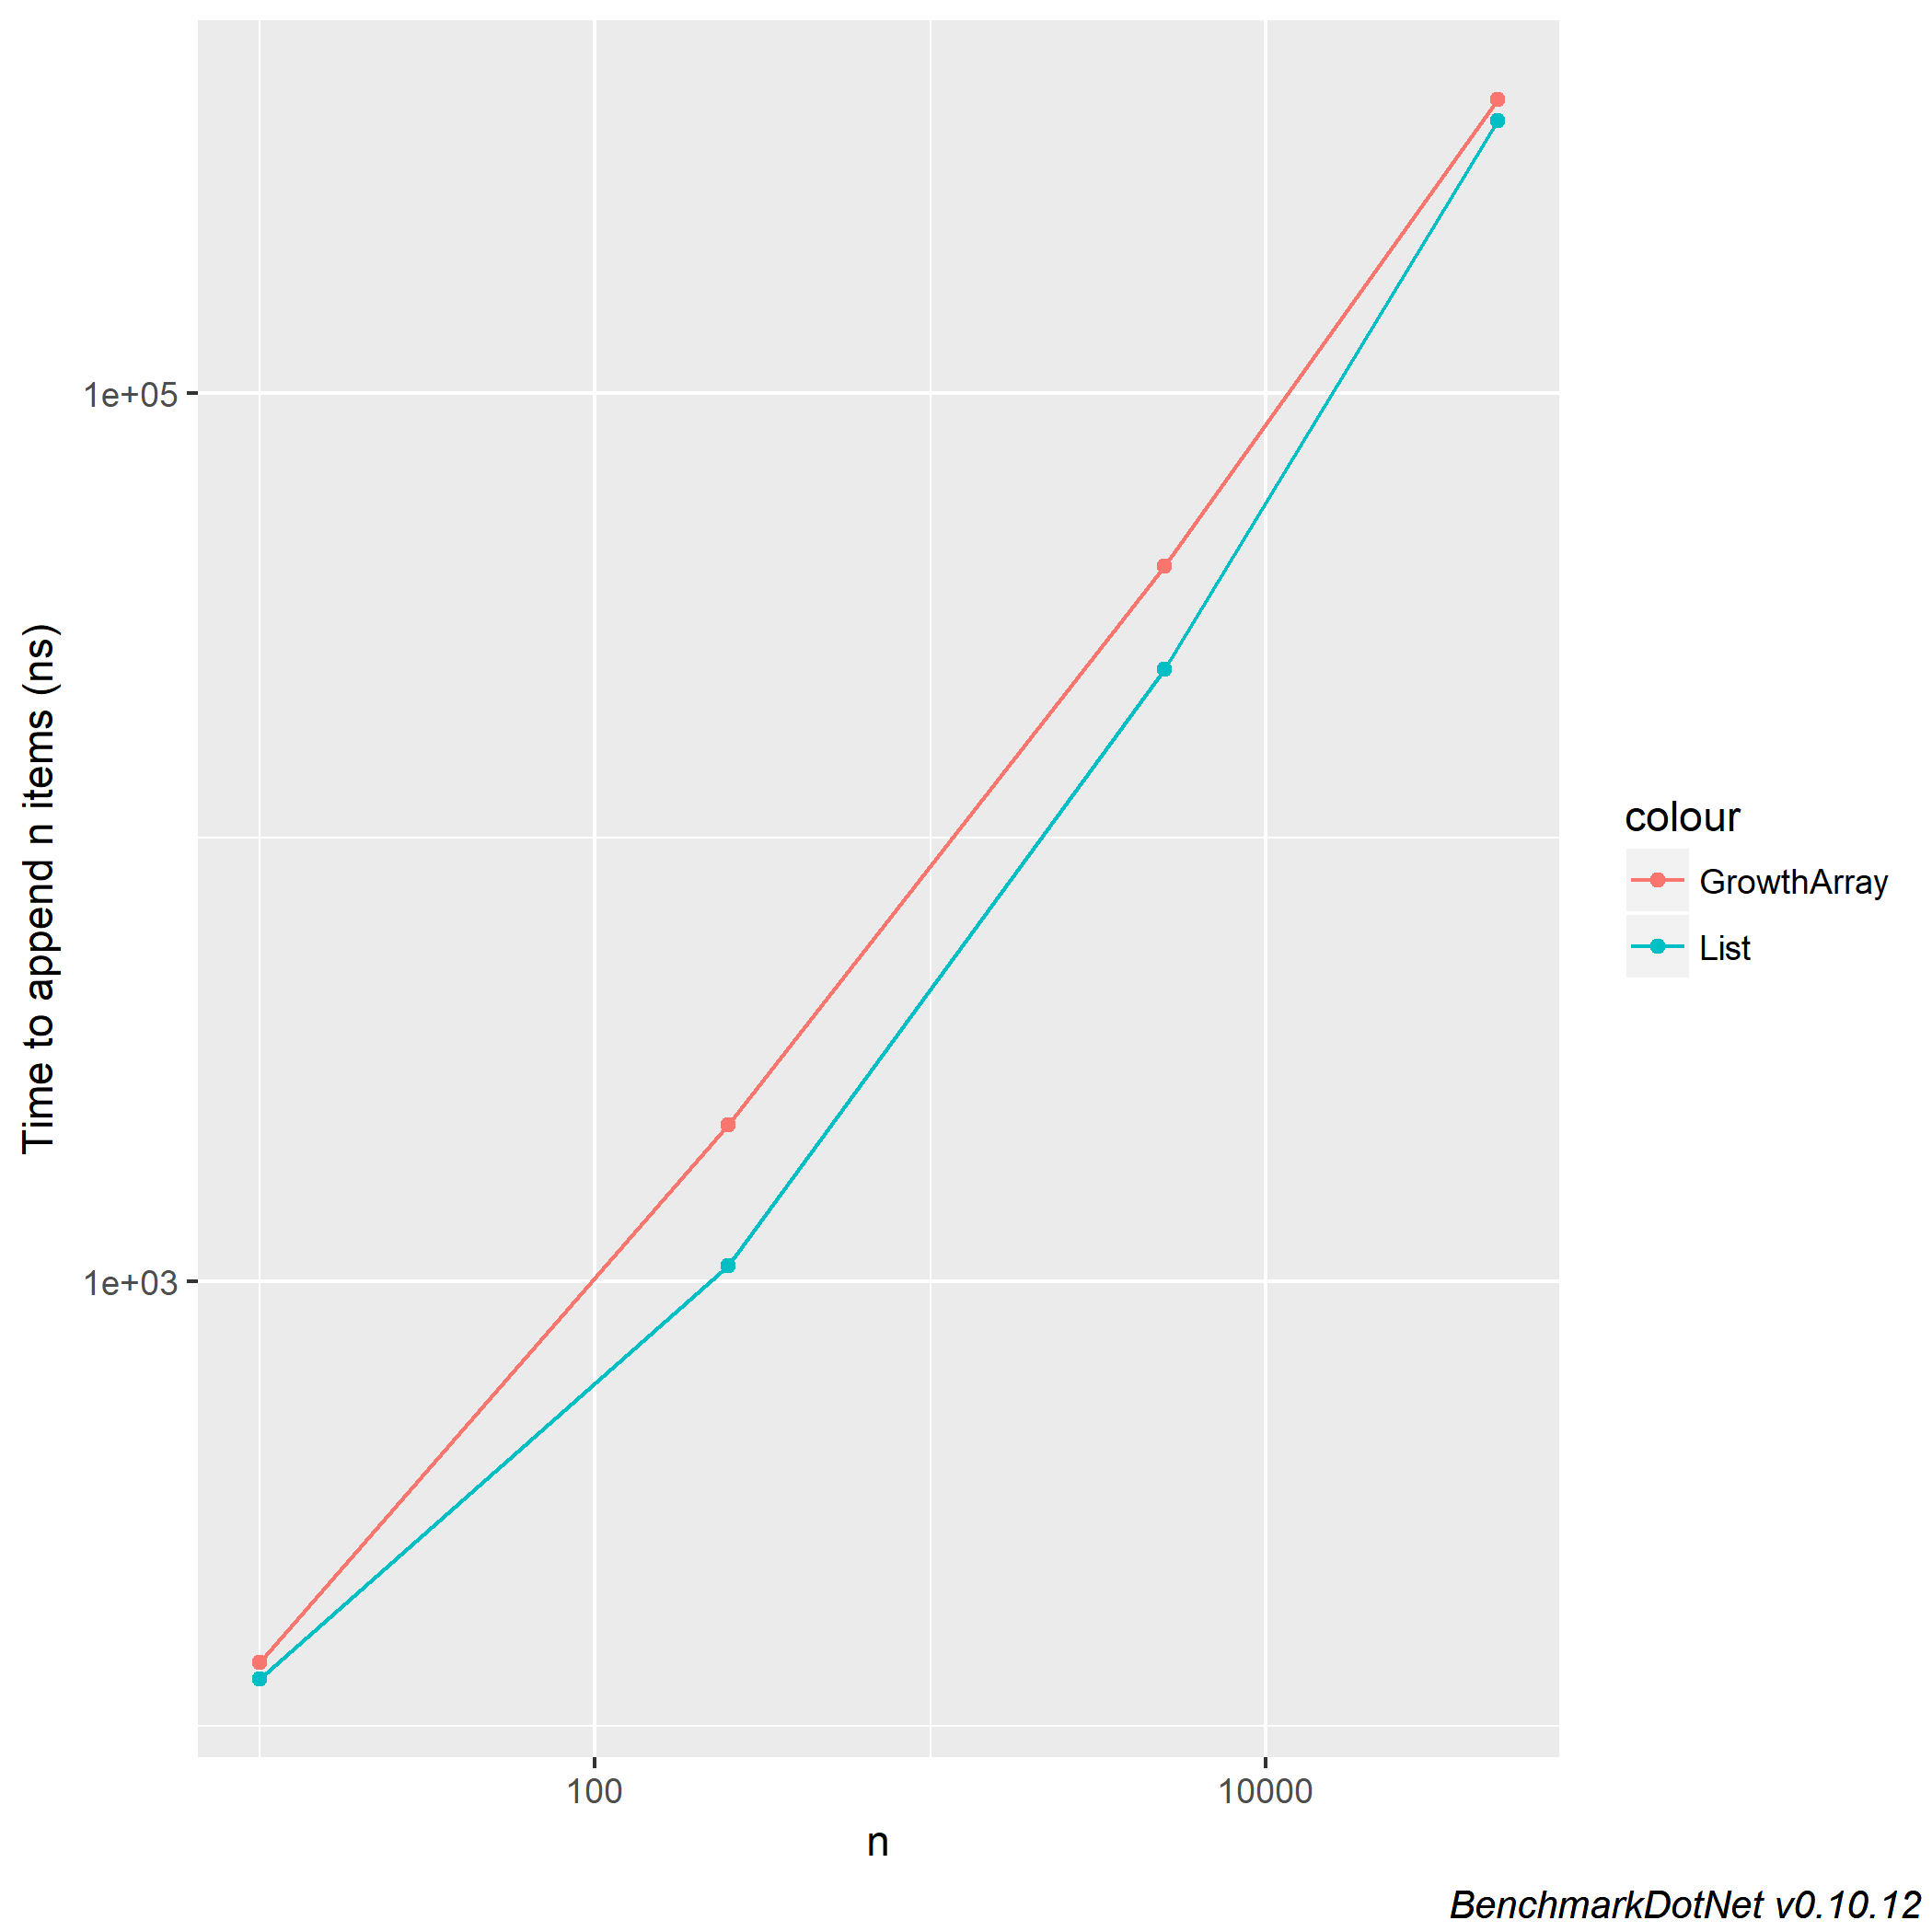 Time to append n items (ns)
1e+05
1e+03
100
10000
n
colour
GrowthArray
List
BenchmarkDotNet v0.10.12